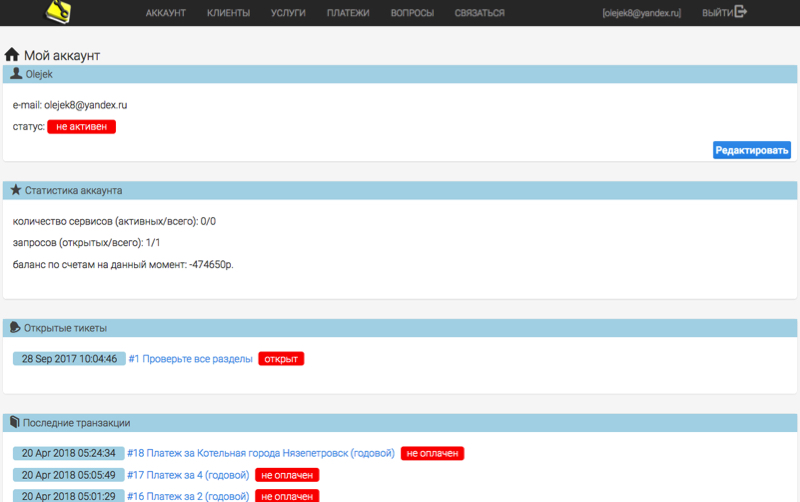 АККАУНТ КЛИЕНТЫ УСЛУГИ ПЛАТЕЖИ ВОПРОСЫ СВЯЗАТЬСЯ [olejek8@yandex.ru] ВЫЙТИ
Мой аккаунт
Olejek
e-mail: olejek8@yandex.ru
статус: не активен
Редактировать
Статистика аккаунта
количество сервисов (активных/всего): 0/0
запросов (открытых/всего): 1/1
баланс по счетам на данный момент: -474650р.
Открытые тикеты
28 Sep 2017 10:04:46 #1 Проверьте все разделы открыт
Последние транзакции
20 Apr 2018 05:24:34 #18 Платеж за Котельная города Нязепетровск (годовой) не оплачен
20 Apr 2018 05:05:49 #17 Платеж за 4 (годовой) не оплачен
20 Apr 2018 05:01:29 #16 Платеж за 2 (годовой) не оплачен